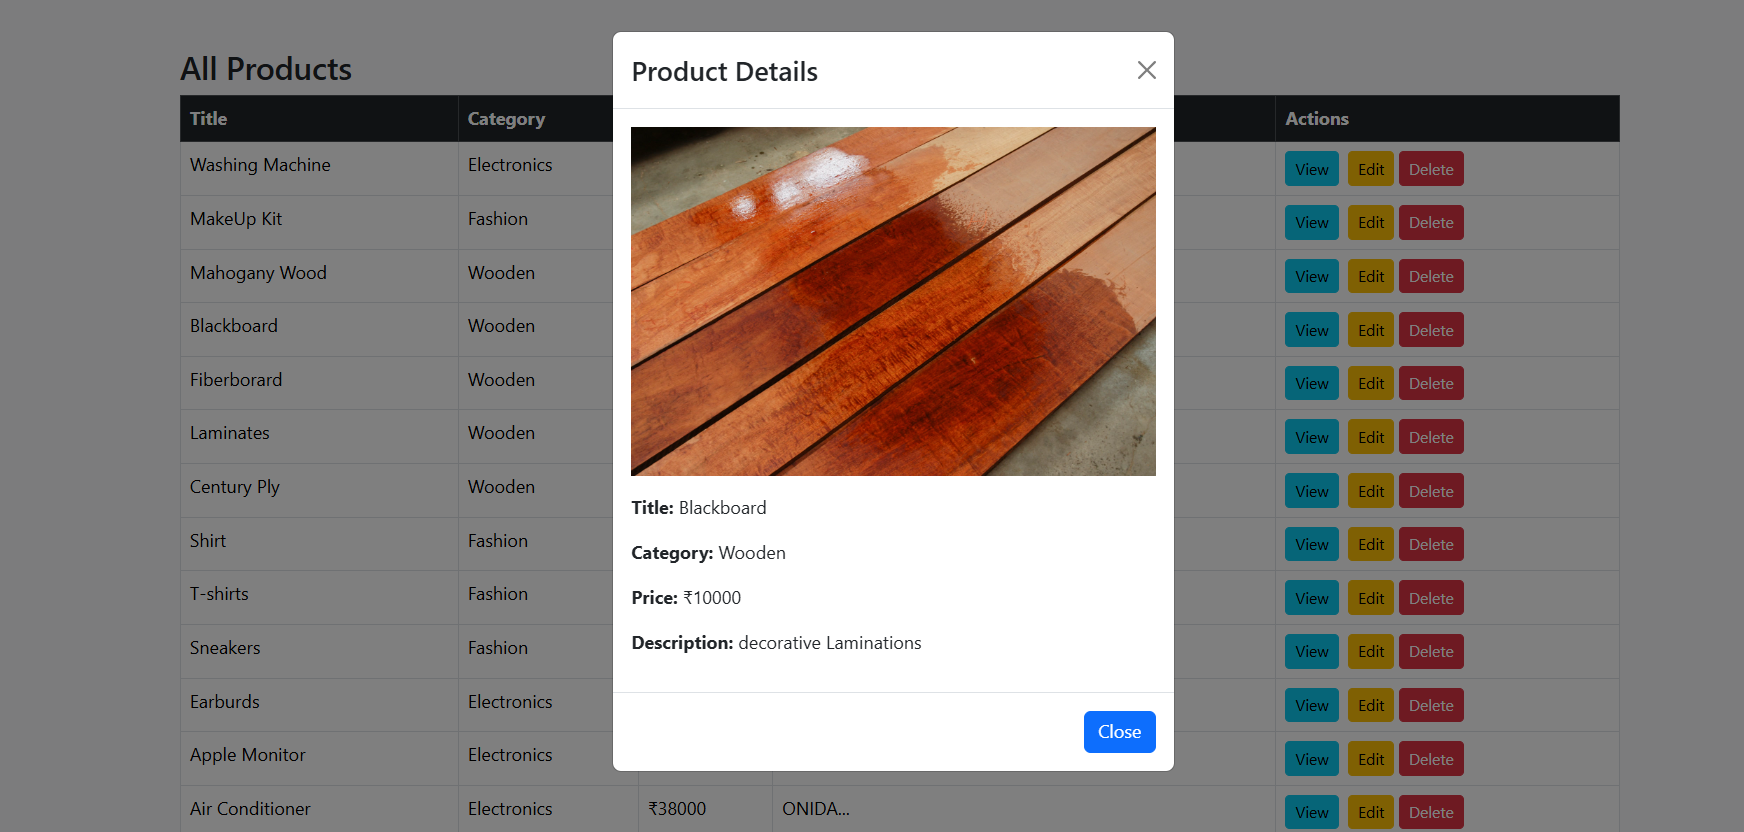 All Products
Product Details
Title Category Actions
Washing Machine Electronics View Edit Delete
MakeUp Kit Fashion View Edit Delete
Mahogany Wood Wooden View Edit Delete
Blackboard Wooden View Edit Delete
Fiberborard Wooden View Edit Delete
Laminates Wooden View Edit Delete
Century Ply Wooden View Edit Delete
Shirt Fashion View Edit Delete
T-shirts Fashion View Edit Delete
Sneakers Fashion View Edit Delete
Earburds Electronics View Edit Delete
Apple Monitor Electronics View Edit Delete
Air Conditioner Electronics ₹38000 ONIDA... View Edit Delete
Title: Blackboard
Category: Wooden
Price: ₹10000
Description: decorative Laminations
Close